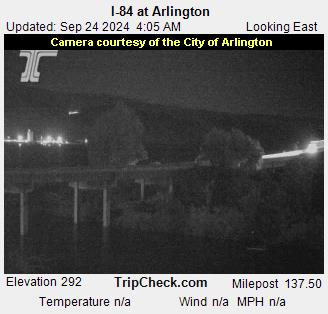 I-84 at Arlington
Updated: Sep 24 2024 4:05 AM Looking East
Camera courtesy of the City of Arlington
Elevation 292 TripCheck.com Milepost 137.50
Temperature n/a Wind n/a MPH n/a